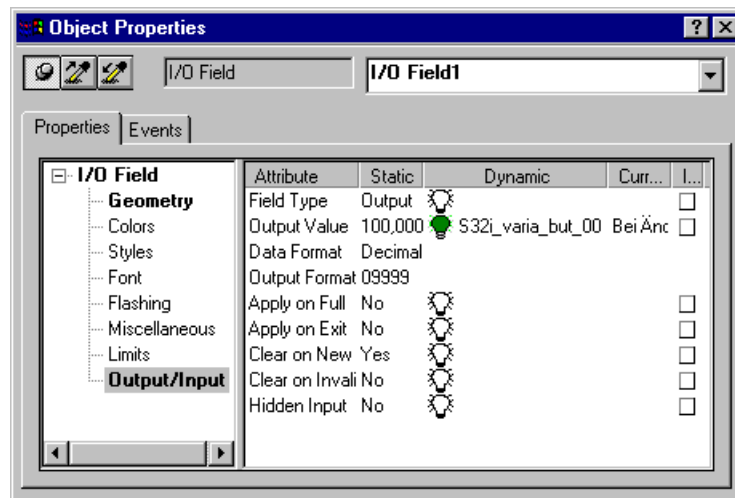 Object Properties
I/O Field I/O Field1
Properties Events
I/O Field
Geometry
Colors
Styles
Font
Flashing
Miscellaneous
Limits
Output/Input
Attribute Static Dynamic Curr... I...
Field Type Output
Output Value 100,000 S32i_varia_but_00 Bei Änc
Data Format Decimal
Output Format 09999
Apply on Full No
Apply on Exit No
Clear on New Yes
Clear on Invali No
Hidden Input No